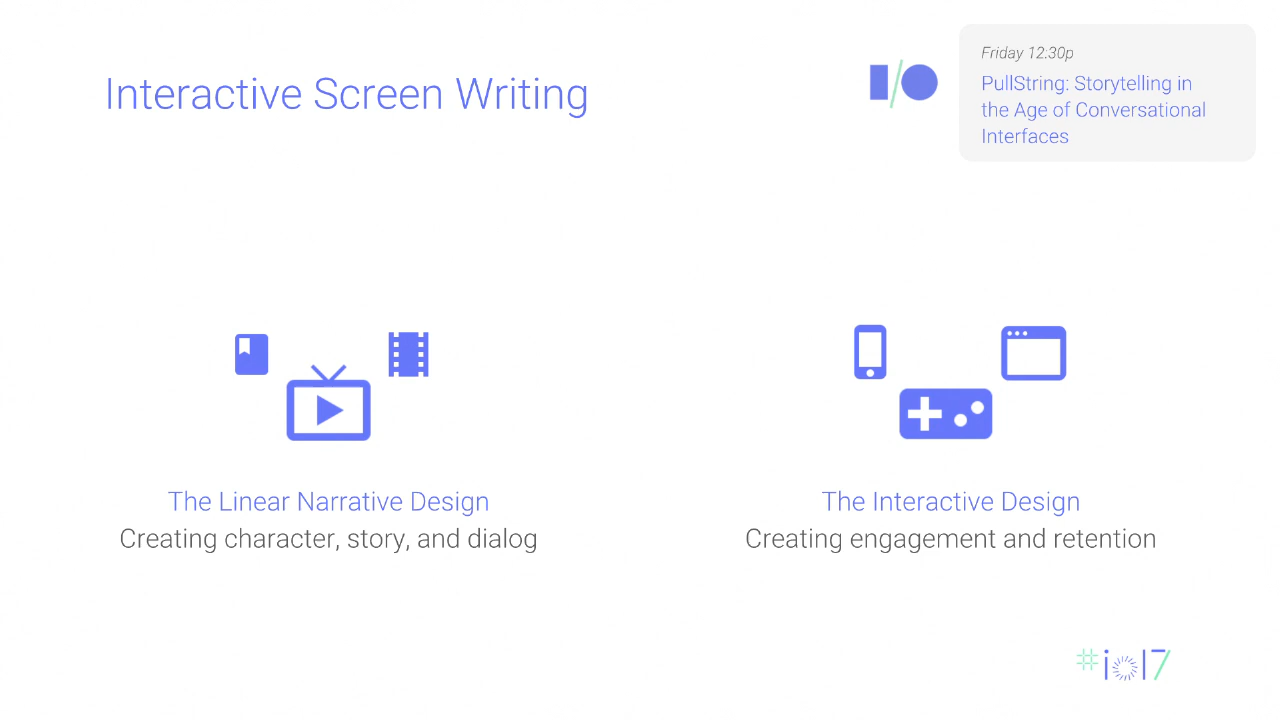 Interactive Screen Writing
I/O
Friday 12:30p
PullString: Storytelling in
the Age of Conversational
Interfaces
The Linear Narrative Design
Creating character, story, and dialog
The Interactive Design
Creating engagement and retention
#io17